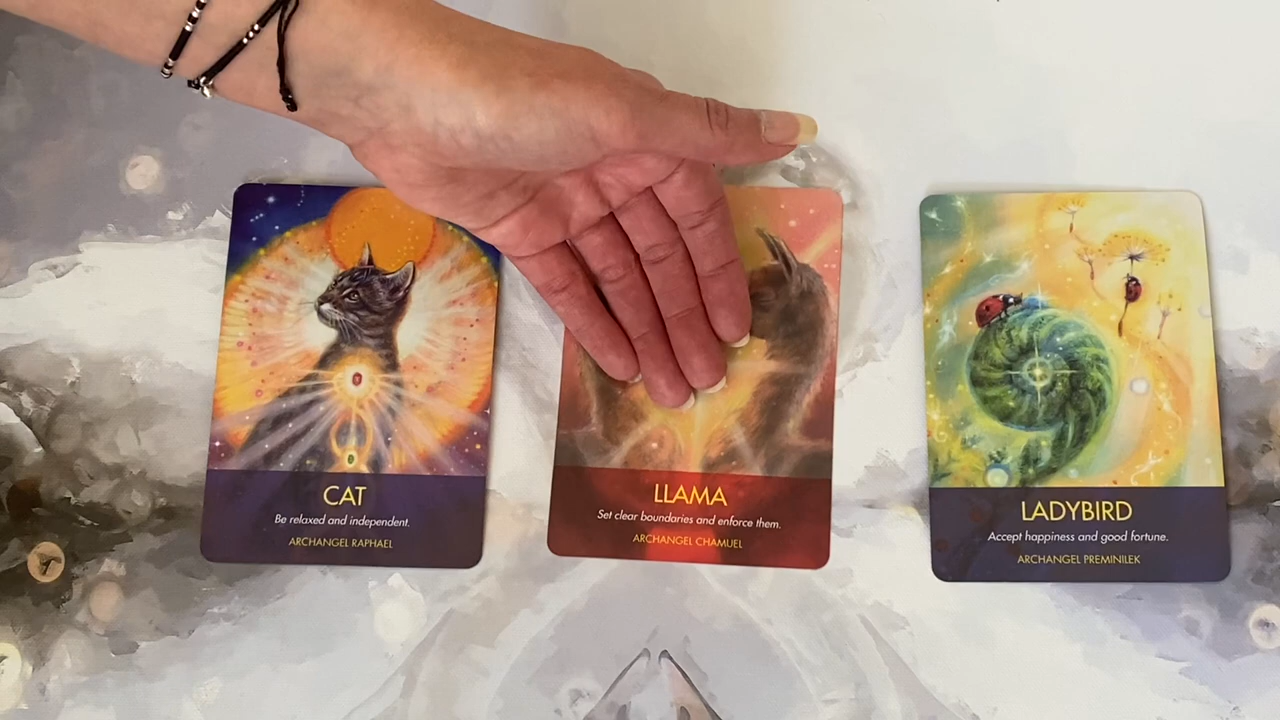 CAT
Be relaxed and independent.
ARCHANGEL RAPHAEL
LLAMA
Set clear boundaries and enforce them.
ARCHANGEL CHAMUEL
LADYBIRD
Accept happiness and good fortune.
ARCHANGEL PREMINILEK